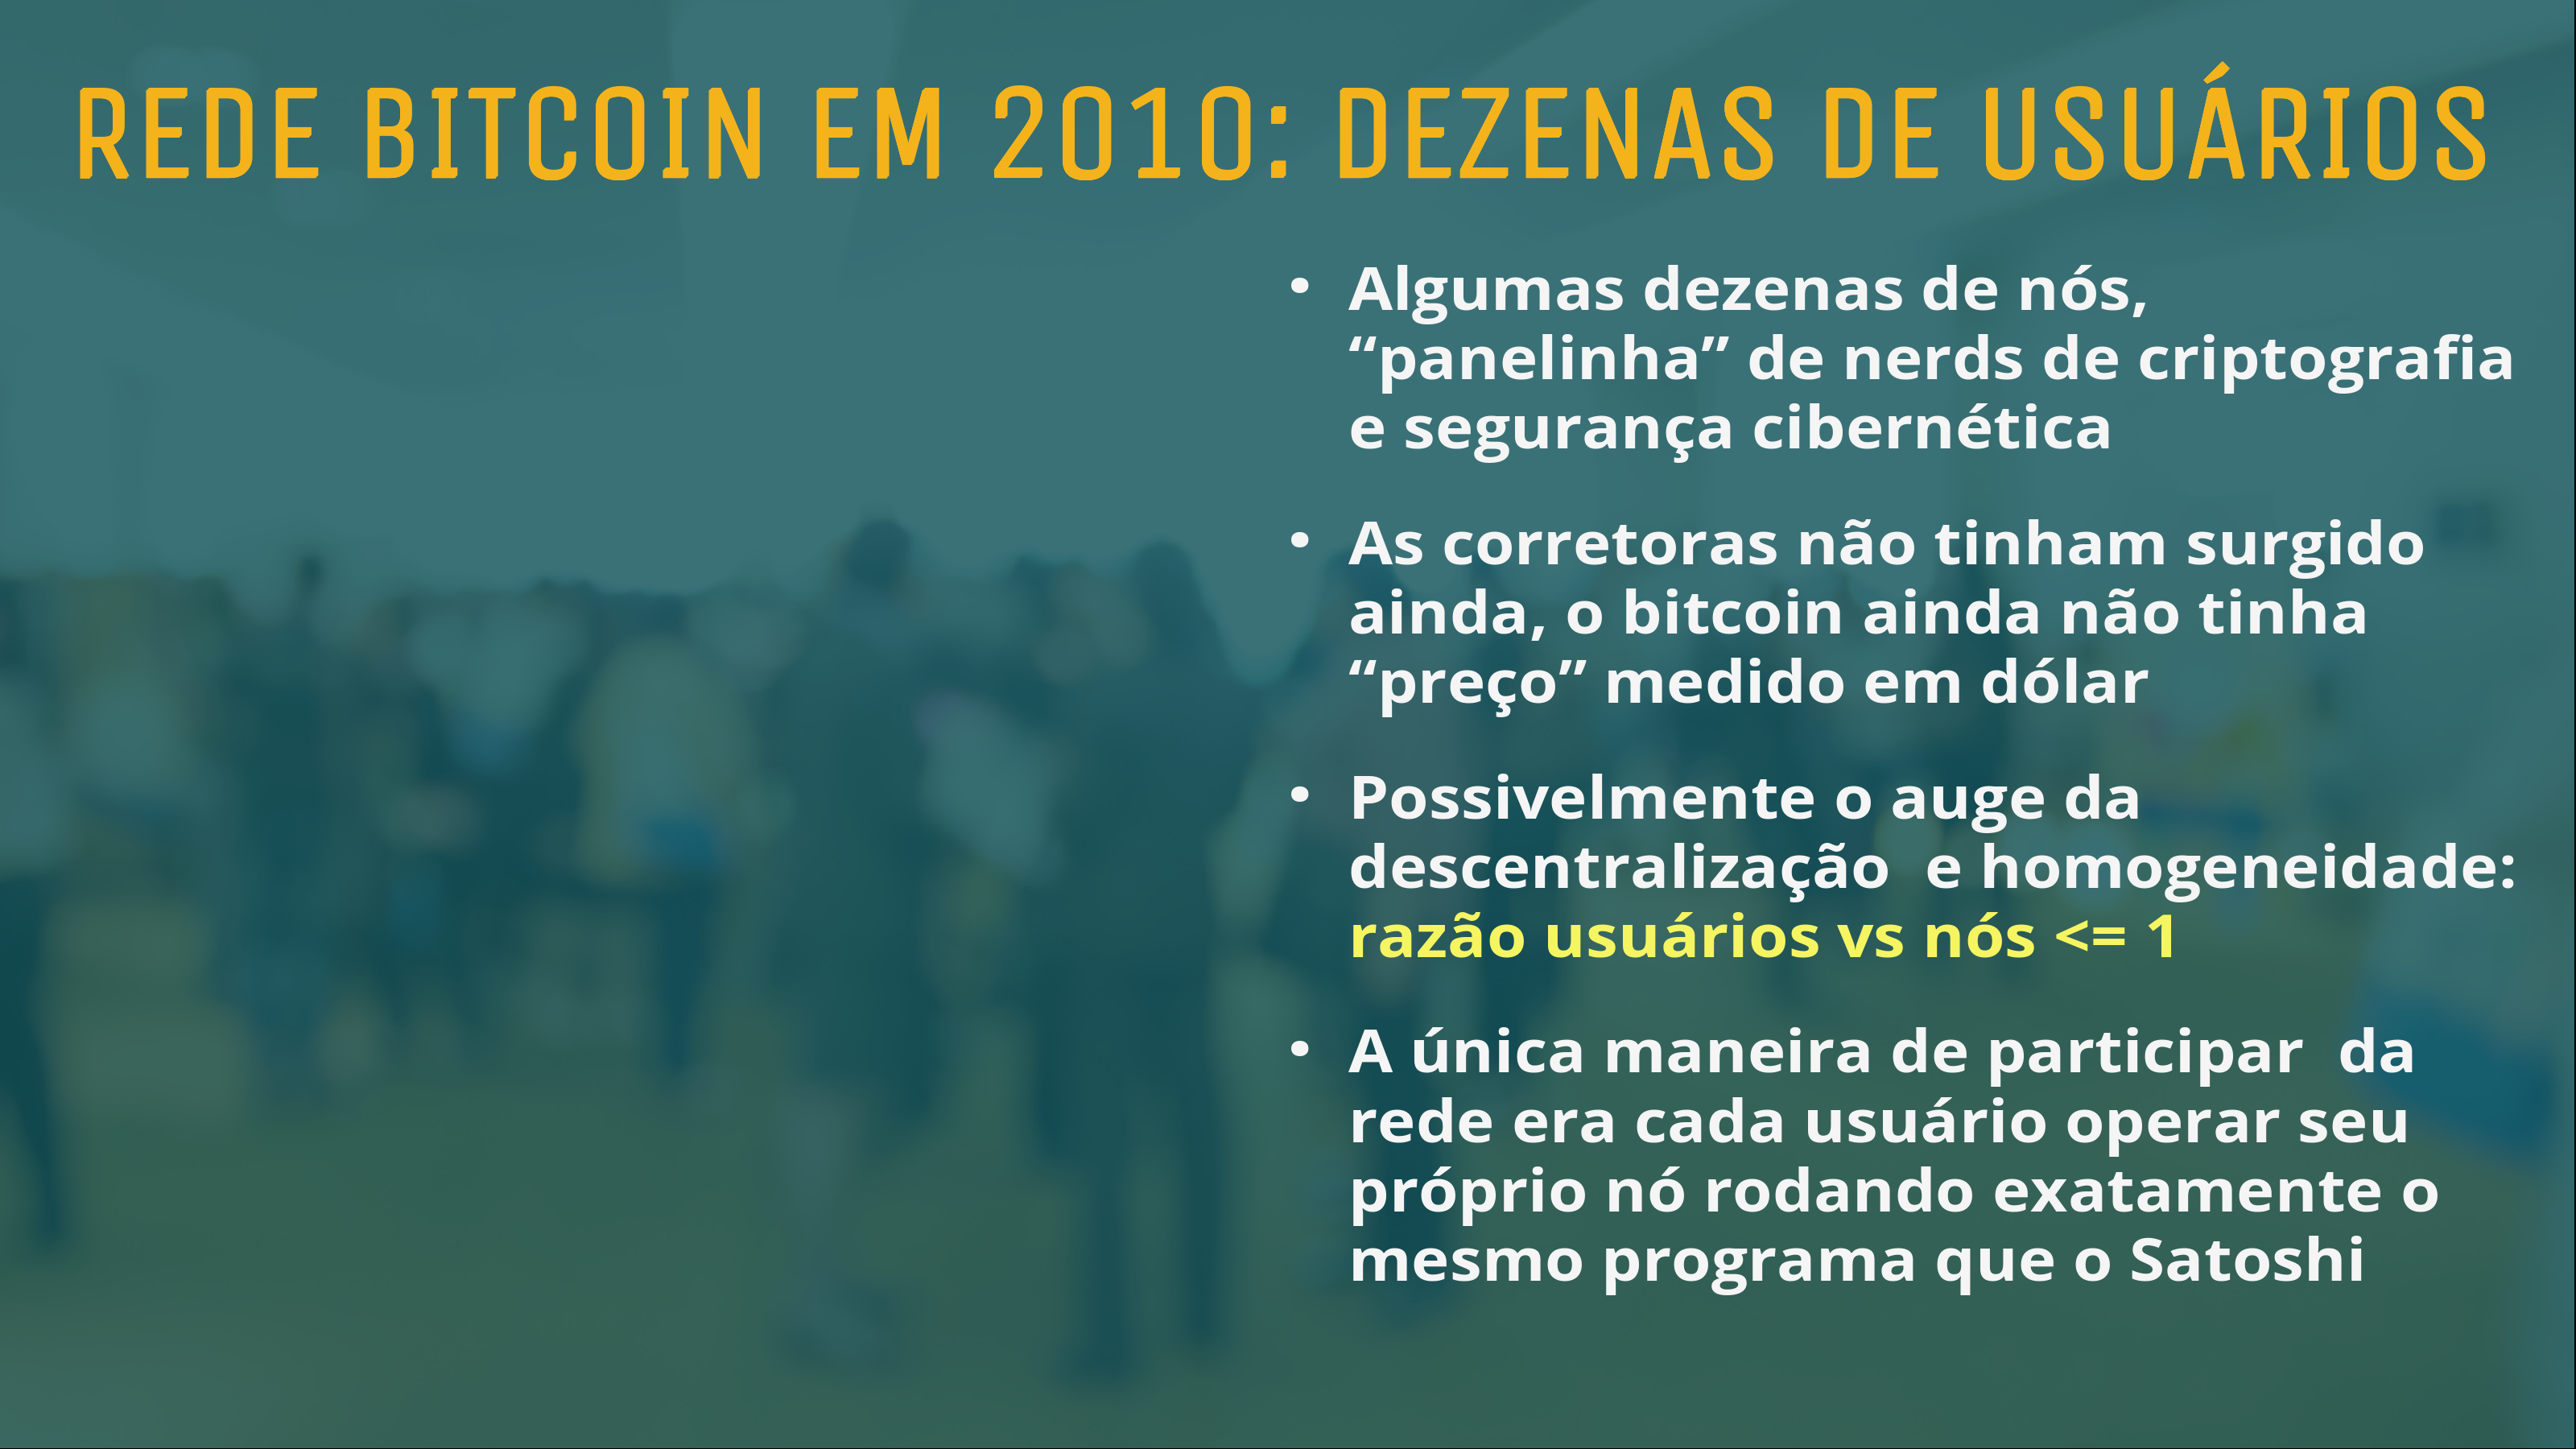 REDE BITCOIN EM 2010: DEZENAS DE USUÁRIOS
• Algumas dezenas de nós,
“panelinha” de nerds de criptografia
e segurança cibernética
• As corretoras não tinham surgido
ainda, o bitcoin ainda não tinha
“preço” medido em dólar
• Possivelmente o auge da
descentralização  e homogeneidade:
razão usuários vs nós <= 1
• A única maneira de participar  da
rede era cada usuário operar seu
próprio nó rodando exatamente o
mesmo programa que o Satoshi